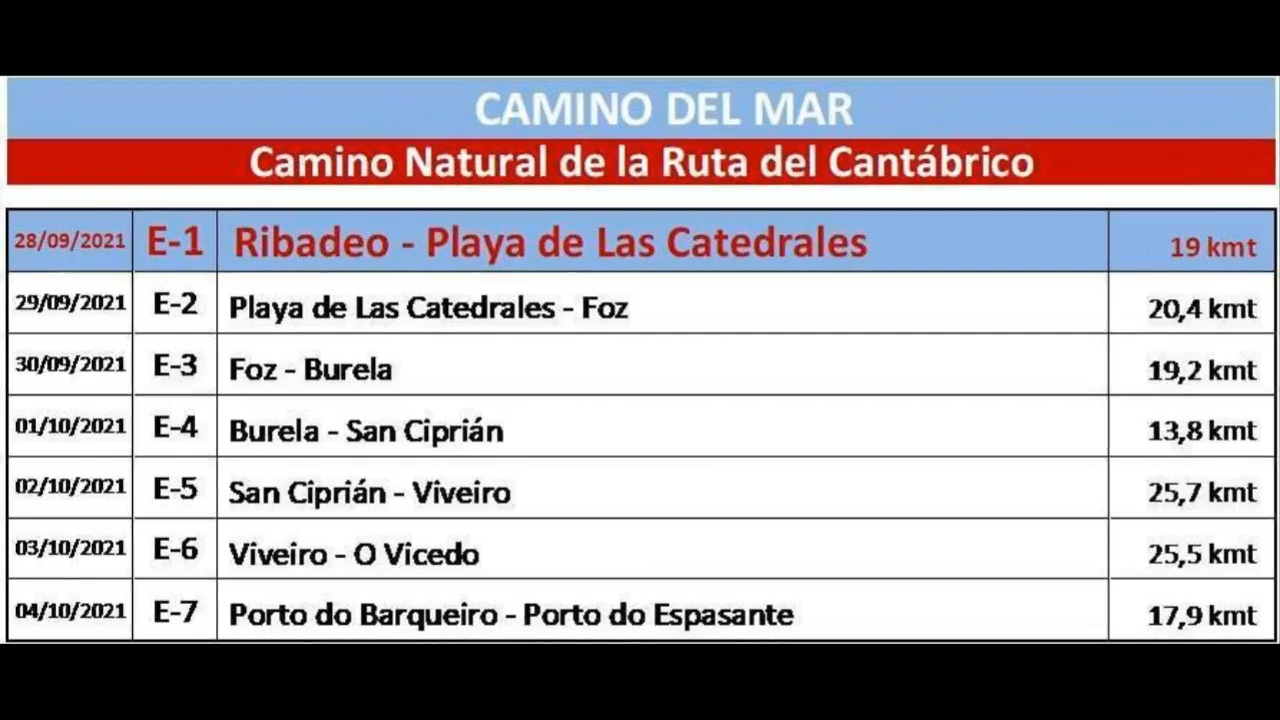 CAMINO DEL MAR
Camino Natural de la Ruta del Cantábrico
28/09/2021 E-1 Ribadeo - Playa de Las Catedrales 19 kmt
29/09/2021 E-2 Playa de Las Catedrales - Foz 20,4 kmt
30/09/2021 E-3 Foz - Burela 19,2 kmt
01/10/2021 E-4 Burela - San Ciprián 13,8 kmt
02/10/2021 E-5 San Ciprián - Viveiro 25,7 kmt
03/10/2021 E-6 Viveiro - O Vicedo 25,5 kmt
04/10/2021 E-7 Porto do Barqueiro - Porto do Espasante 17,9 kmt